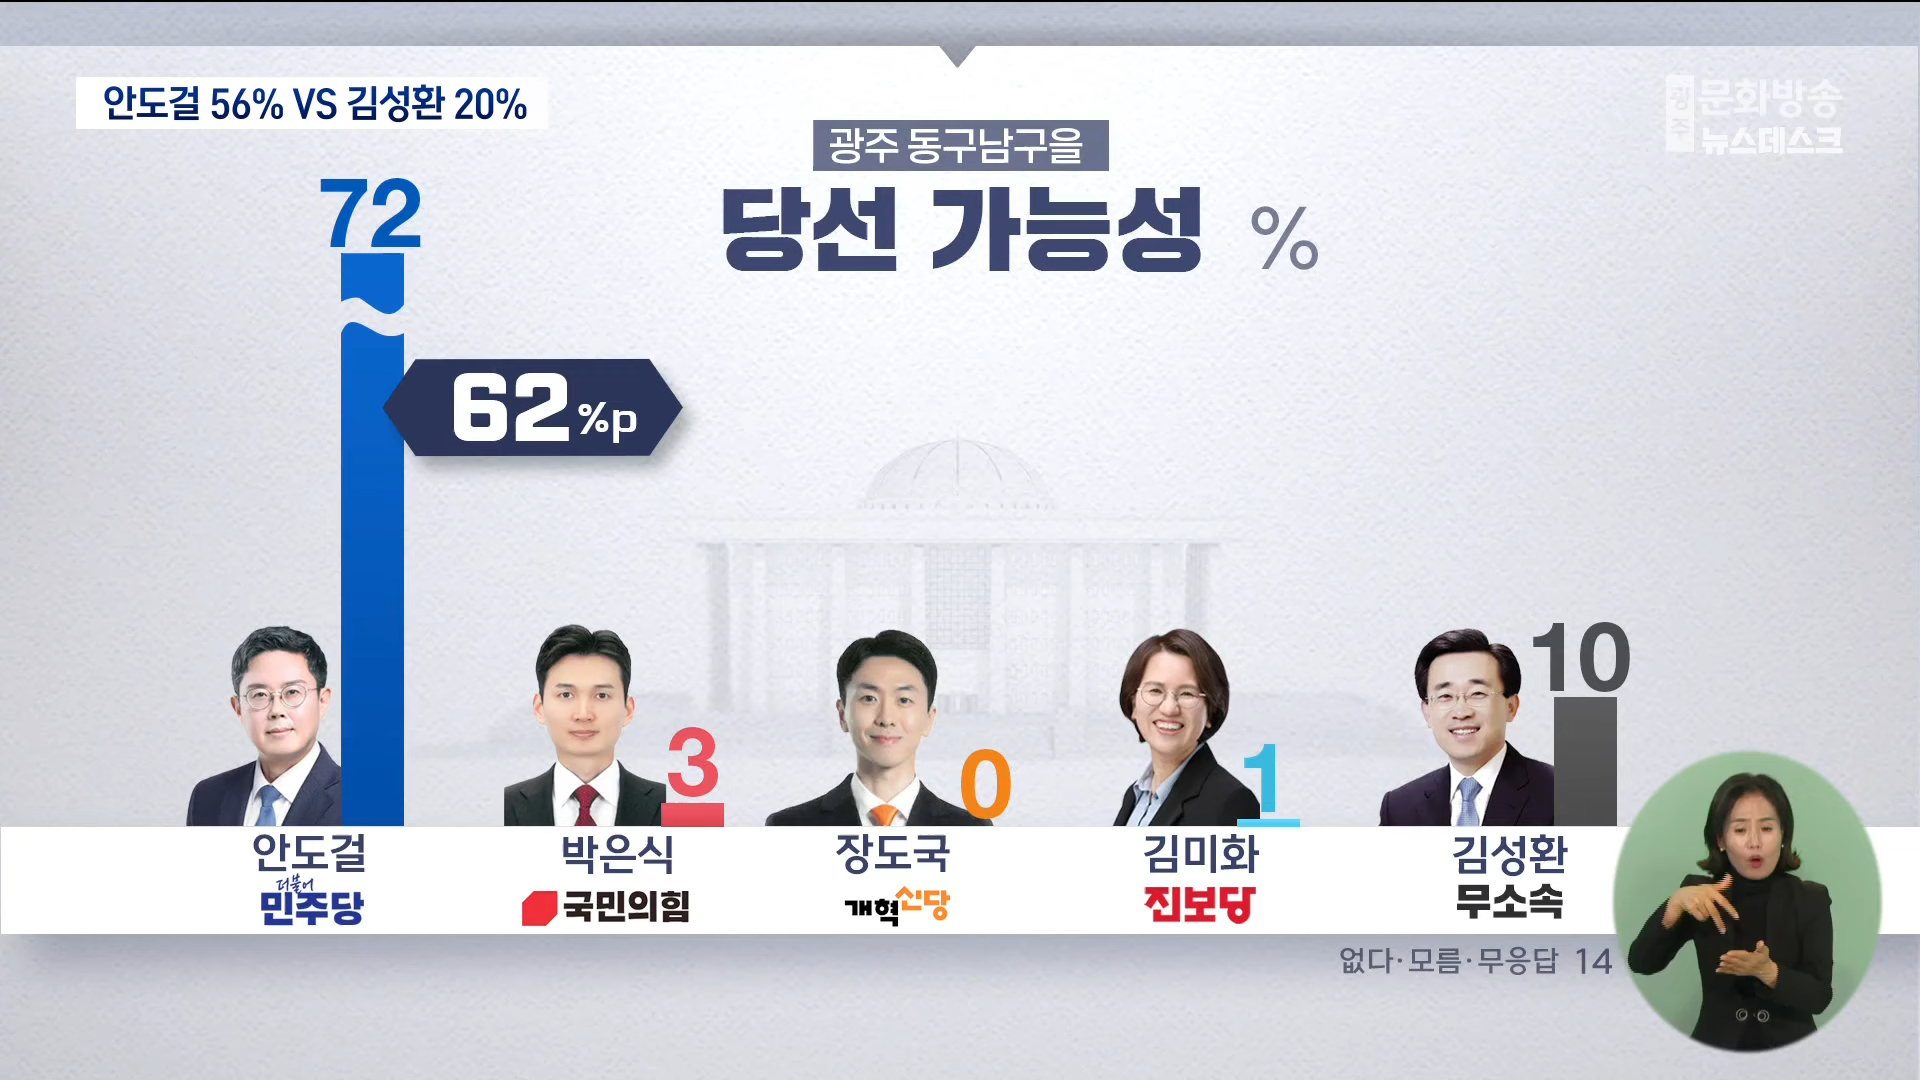 안도걸 56% VS 김성환 20%
광주
문화방송
뉴스데스크
광주 동구남구을
당선 가능성 %
72
62%p
3
0
1
10
안도걸
더불어
민주당
박은식
국민의힘
장도국
개혁신당
김미화
진보당
김성환
무소속
없다·모름·무응답 14